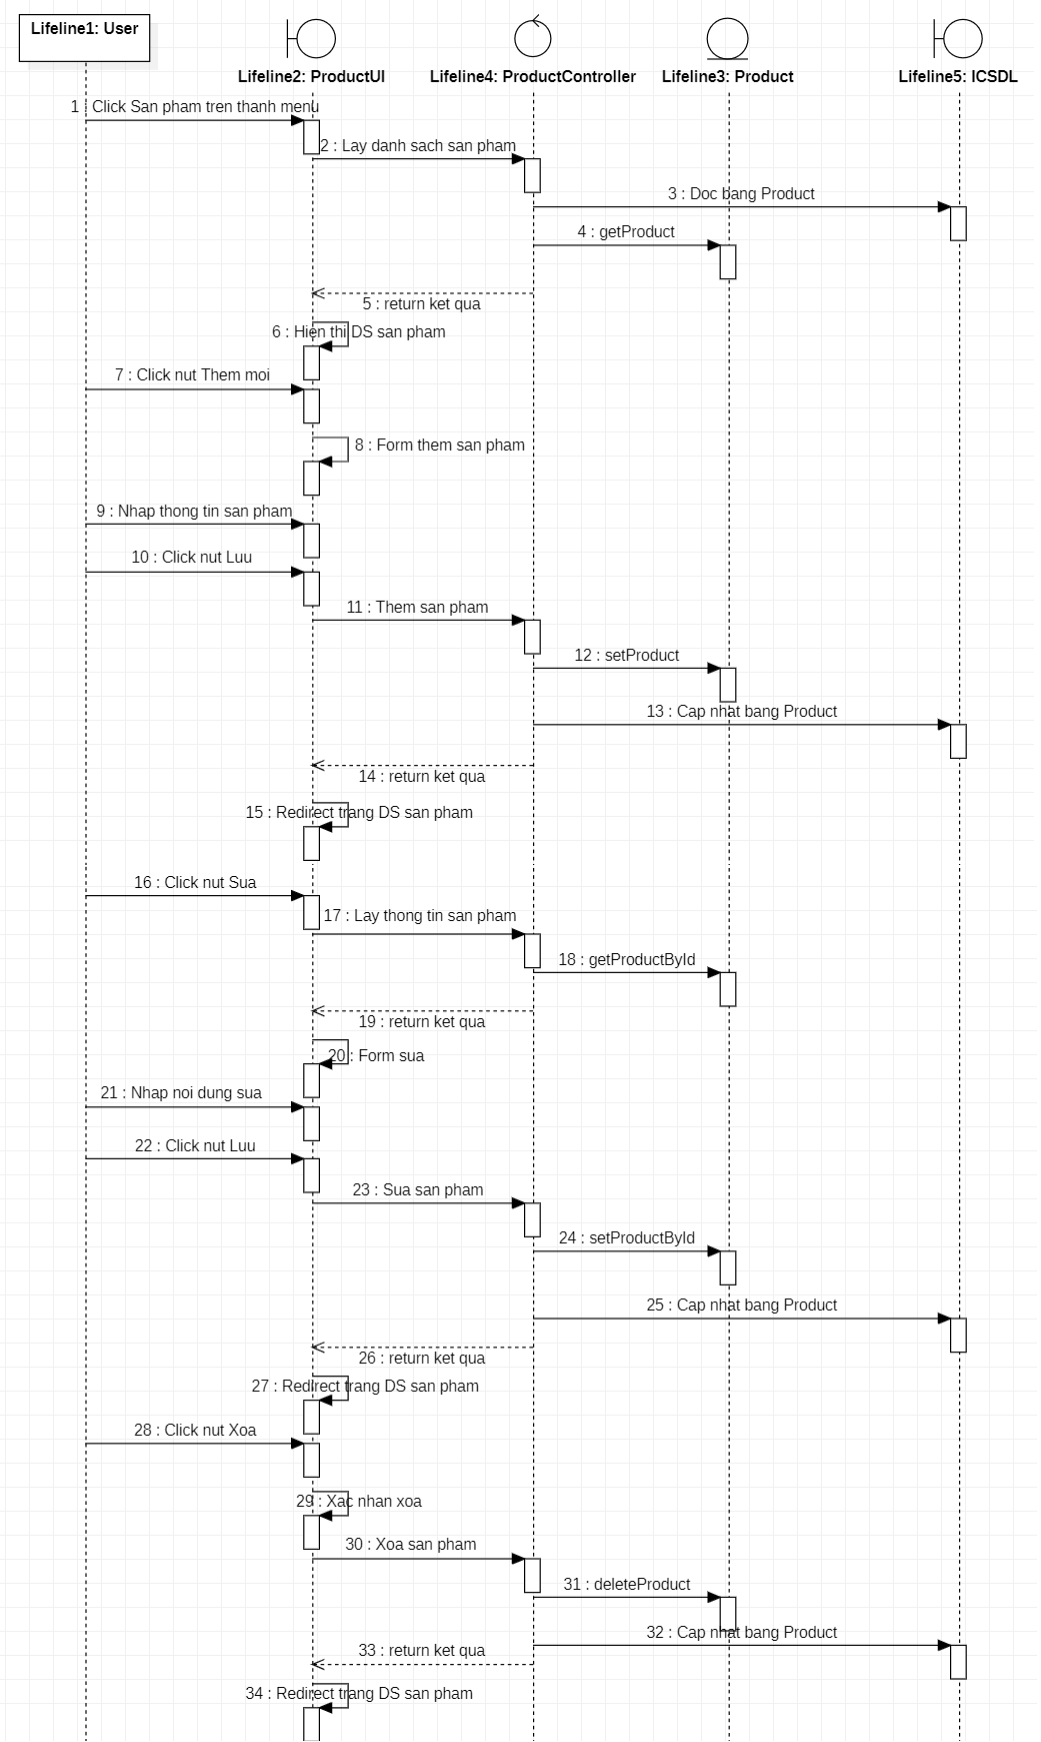 Lifeline1: User
Lifeline2: ProductUI
Lifeline4: ProductController
Lifeline3: Product
Lifeline5: ICSDL
1 : Click San pham tren thanh menu
2 : Lay danh sach san pham
3 : Doc bang Product
4 : getProduct
5 : return ket qua
6 : Hien thi DS san pham
7 : Click nut Them moi
8 : Form them san pham
9 : Nhap thong tin san pham
10 : Click nut Luu
11 : Them san pham
12 : setProduct
13 : Cap nhat bang Product
14 : return ket qua
15 : Redirect trang DS san pham
16 : Click nut Sua
17 : Lay thong tin san pham
18 : getProductById
19 : return ket qua
20 : Form sua
21 : Nhap noi dung sua
22 : Click nut Luu
23 : Sua san pham
24 : setProductById
25 : Cap nhat bang Product
26 : return ket qua
27 : Redirect trang DS san pham
28 : Click nut Xoa
29 : Xac nhan xoa
30 : Xoa san pham
31 : deleteProduct
32 : Cap nhat bang Product
33 : return ket qua
34 : Redirect trang DS san pham